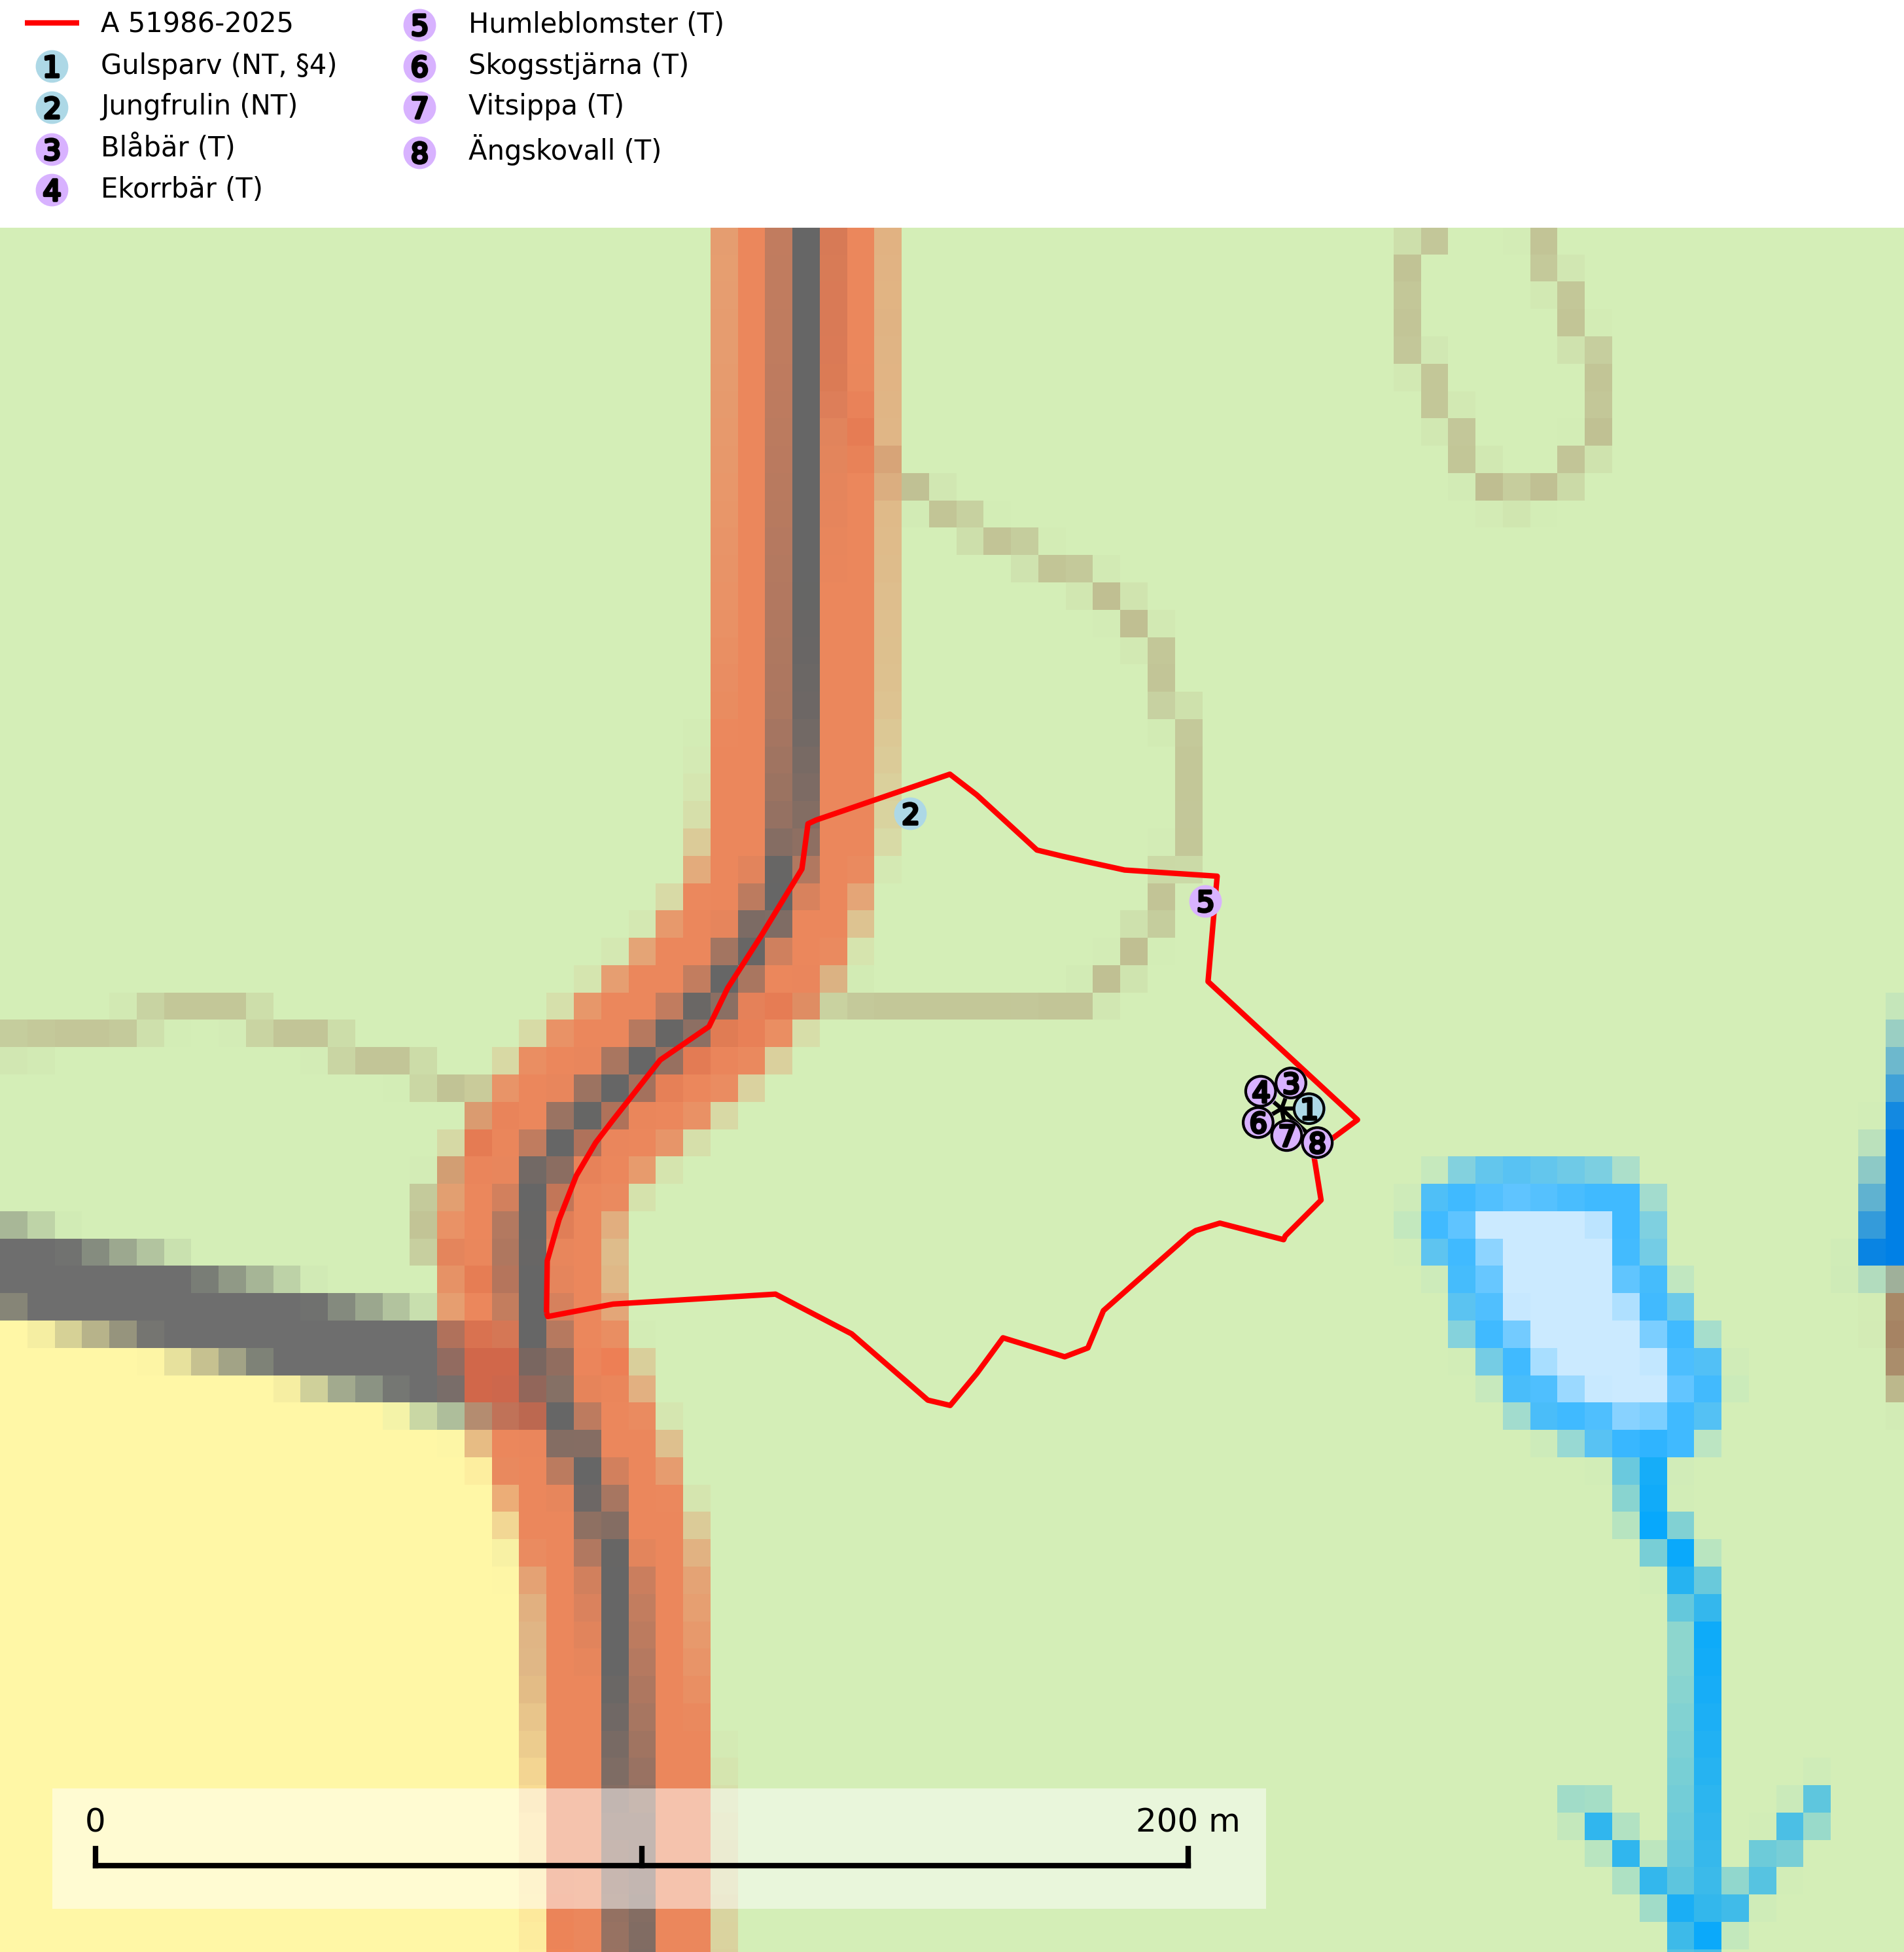 A 51986-2025
1 Gulsparv (NT, §4)
2 Jungfrulin (NT)
3 Blåbär (T)
4 Ekorrbär (T)
5 Humleblomster (T)
6 Skogsstjärna (T)
7 Vitsippa (T)
8 Ängskovall (T)
2
5
3
4
1
6
7
8
0 200 m